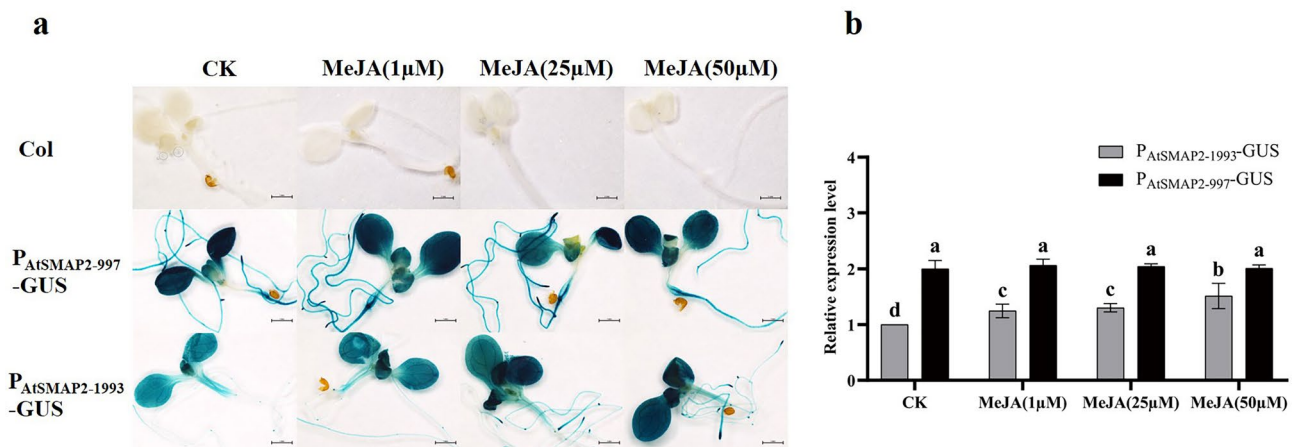 a
CK MeJA(1μM) MeJA(25μM) MeJA(50μM)
Col
PAtSMAP2-997
-GUS
PAtSMAP2-1993
-GUS
b
PAtSMAP2-1993-GUS
PAtSMAP2-997-GUS
Relative expression level
4
3
2
1
0
d a c a c a b a
CK MeJA(1μM) MeJA(25μM) MeJA(50μM)